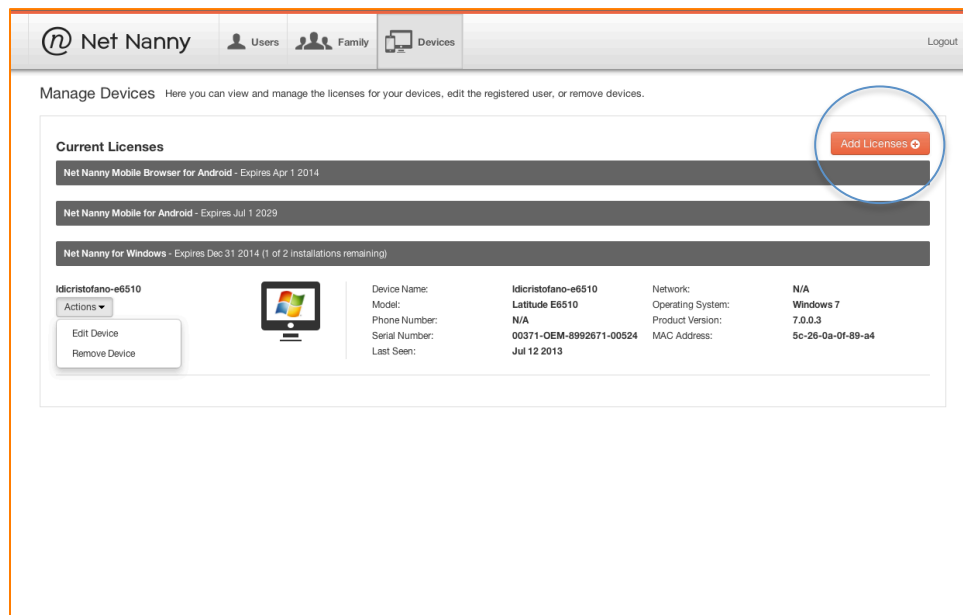 Net Nanny
Users
Family
Devices
Logout
Manage Devices Here you can view and manage the licenses for your devices, edit the registered user, or remove devices.
Current Licenses
Add Licenses
Net Nanny Mobile Browser for Android - Expires Apr 1 2014
Net Nanny Mobile for Android - Expires Jul 1 2029
Net Nanny for Windows - Expires Dec 31 2014 (1 of 2 installations remaining)
ldicristofano-e6510
Actions
Edit Device
Remove Device
Device Name: ldicristofano-e6510 Network: N/A
Model: Latitude E6510 Operating System: Windows 7
Phone Number: N/A Product Version: 7.0.0.3
Serial Number: 00371-OEM-8992671-00524 MAC Address: 5c-26-0a-0f-89-a4
Last Seen: Jul 12 2013